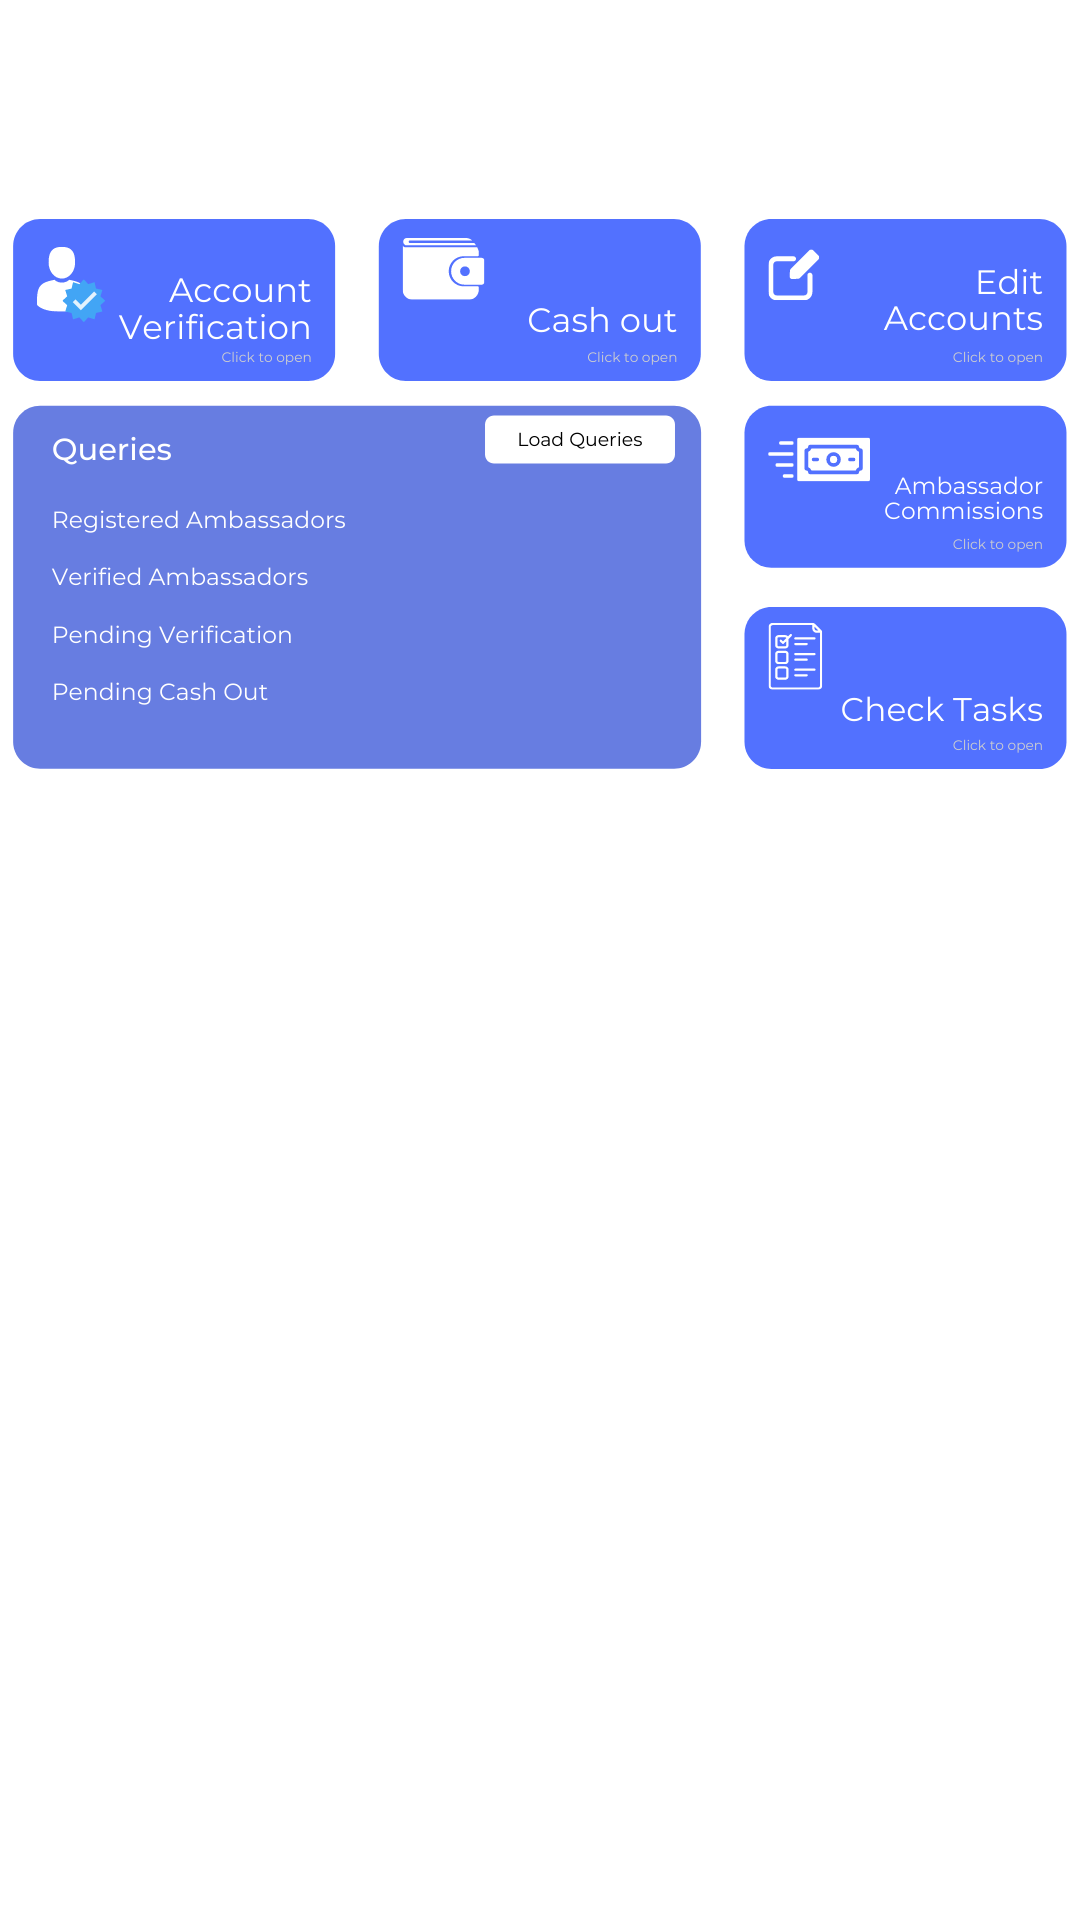 Account
Verification
Click to open
Cash out
Click to open
Edit
Accounts
Click to open
Queries
Load Queries
Registered Ambassadors
Verified Ambassadors
Pending Verification
Pending Cash Out
Ambassador
Commissions
Click to open
Check Tasks
Click to open